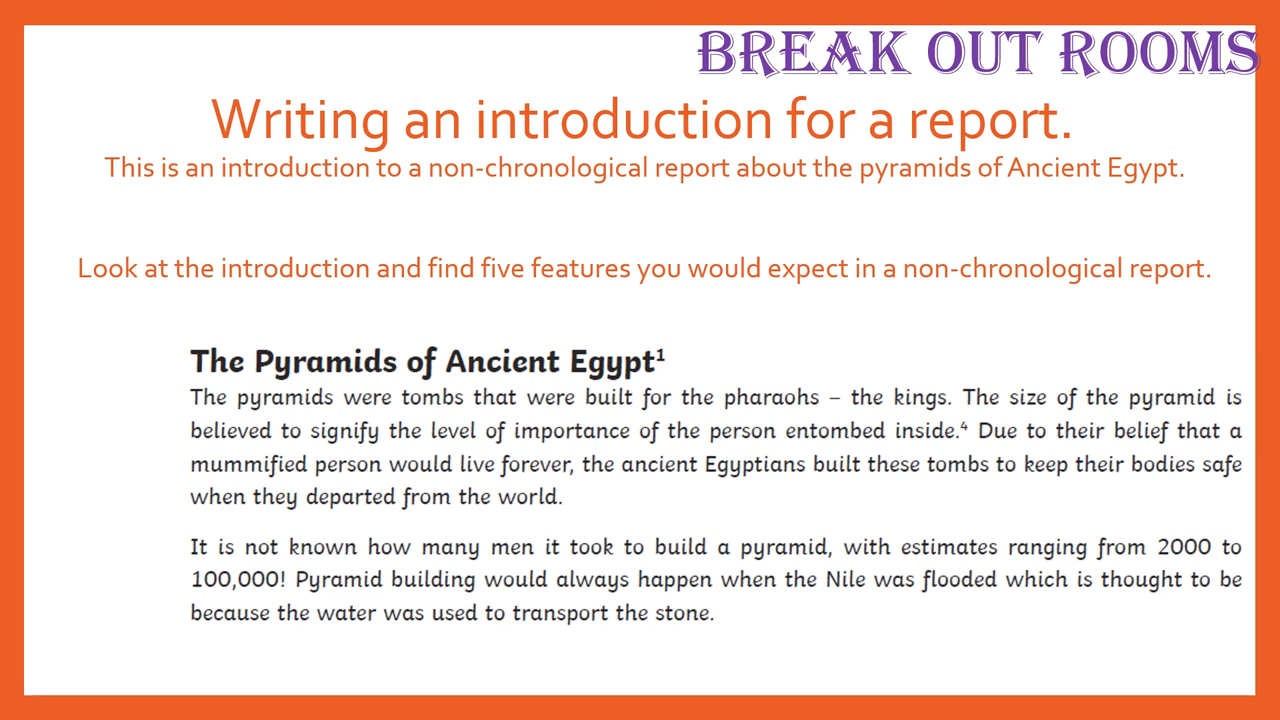 BREAK OUT ROOMS
Writing an introduction for a report.
This is an introduction to a non-chronological report about the pyramids of Ancient Egypt.
Look at the introduction and find five features you would expect in a non-chronological report.
The Pyramids of Ancient Egypt¹
The pyramids were tombs that were built for the pharaohs – the kings. The size of the pyramid is
believed to signify the level of importance of the person entombed inside.⁴ Due to their belief that a
mummified person would live forever, the ancient Egyptians built these tombs to keep their bodies safe
when they departed from the world.
It is not known how many men it took to build a pyramid, with estimates ranging from 2000 to
100,000! Pyramid building would always happen when the Nile was flooded which is thought to be
because the water was used to transport the stone.